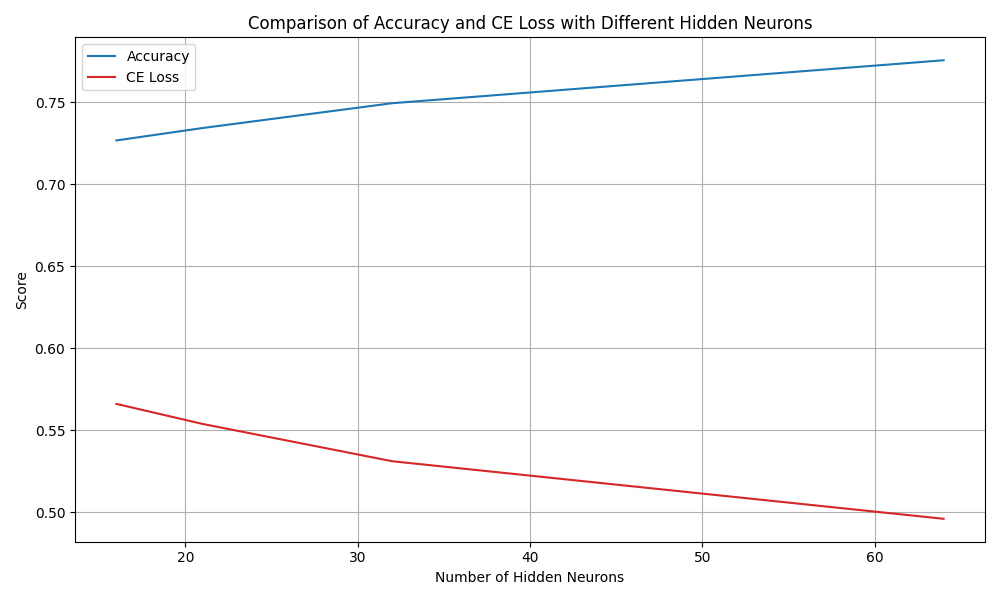 Comparison of Accuracy and CE Loss with Different Hidden Neurons
Accuracy
CE Loss
Score
0.75
0.70
0.65
0.60
0.55
0.50
20 30 40 50 60
Number of Hidden Neurons